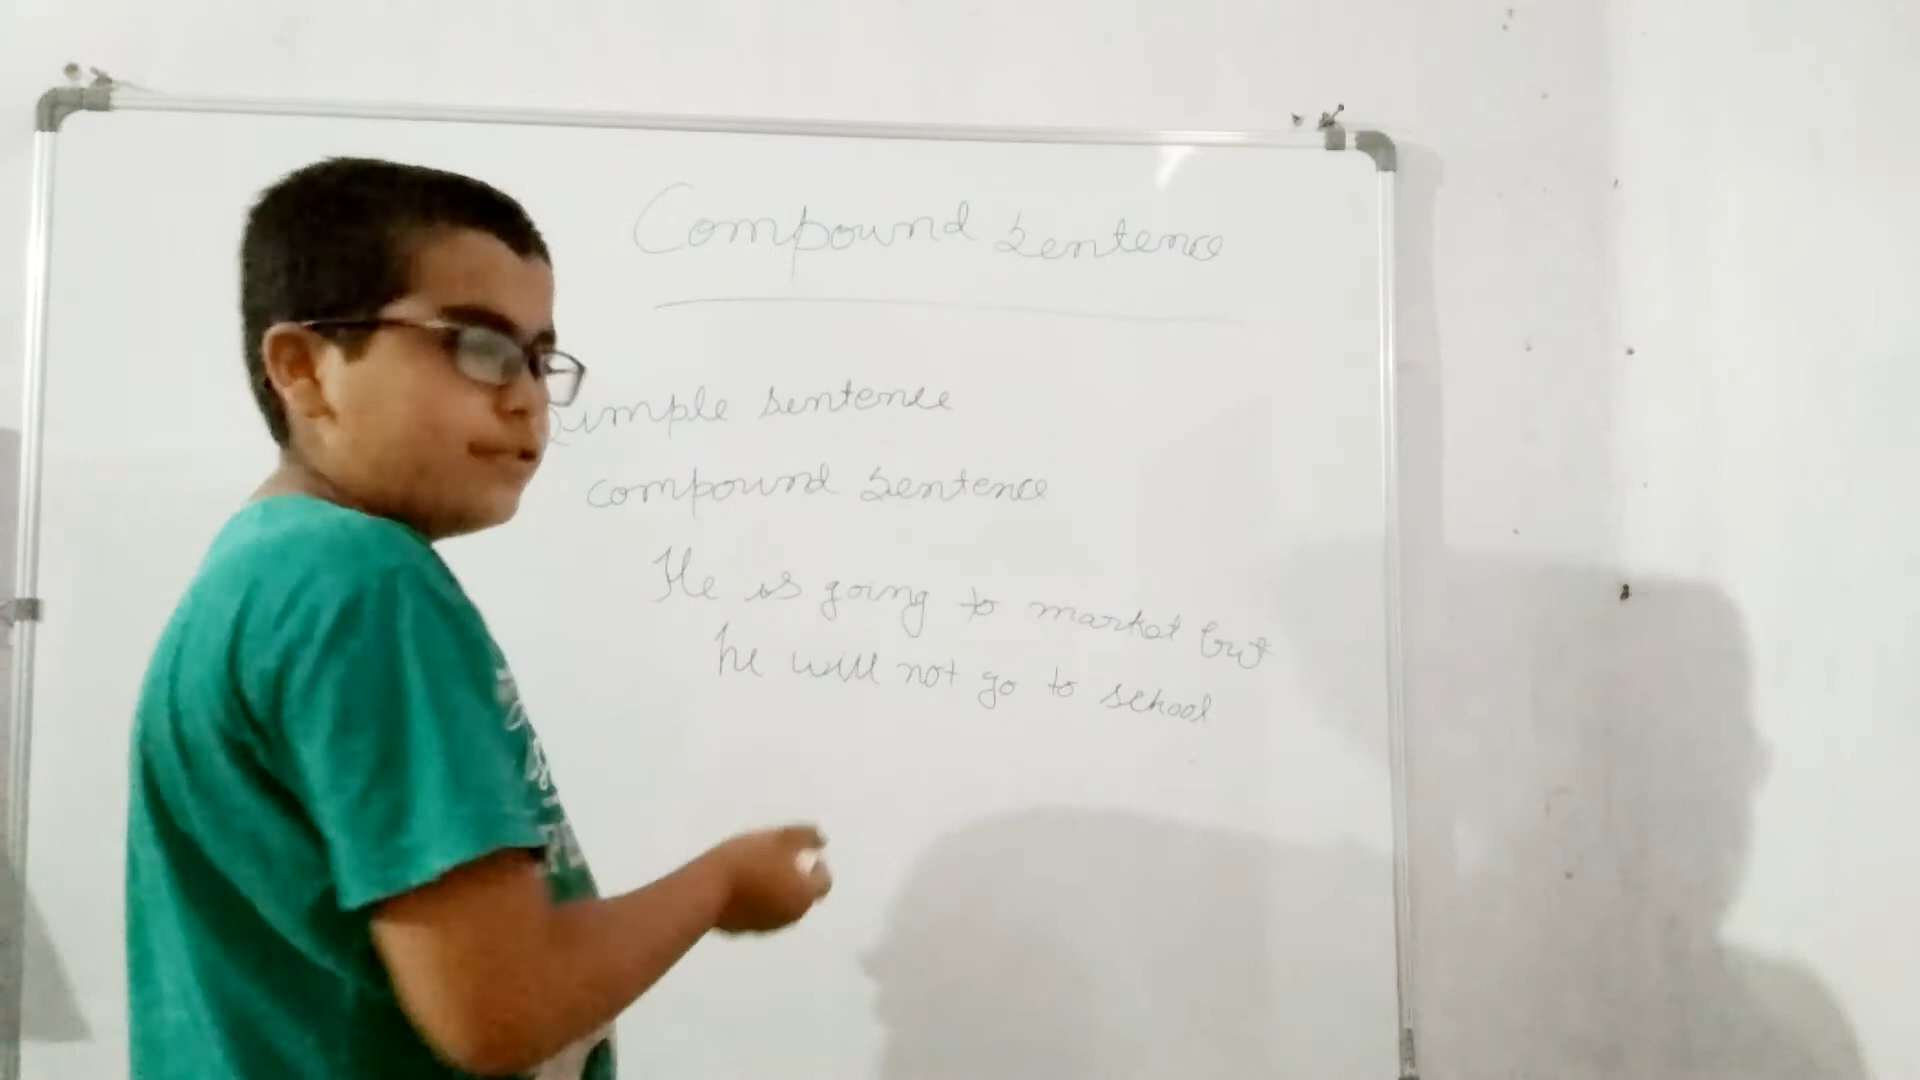 Compound Sentence
Simple sentence
compound sentence
He is going to market but
he will not go to school